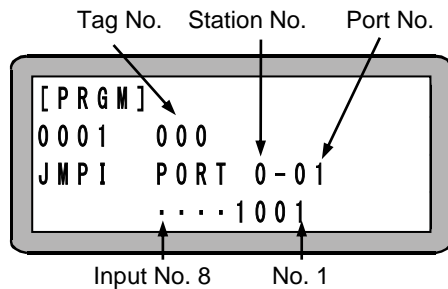 Tag No. Station No. Port No.
[PRGM]
0001 000
JMPI PORT 0-01
....1001
Input No. 8 No. 1